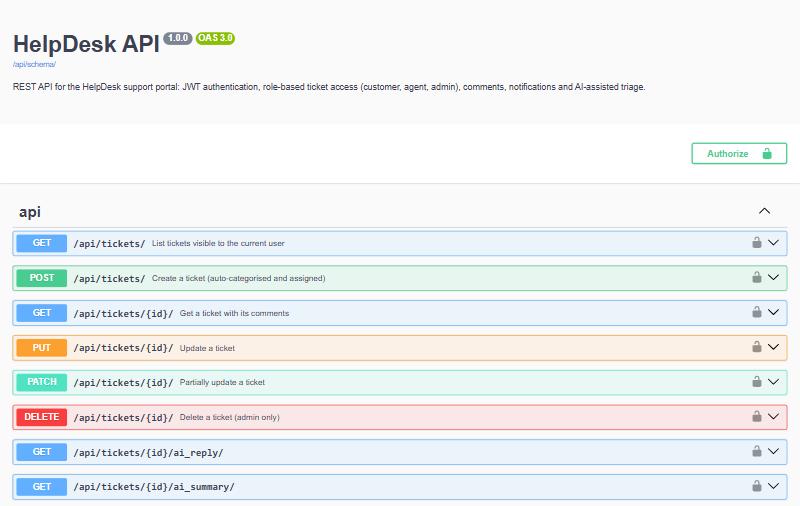 HelpDesk API 1.0.0 OAS 3.0
/api/schema/
REST API for the HelpDesk support portal: JWT authentication, role-based ticket access (customer, agent, admin), comments, notifications and AI-assisted triage.
Authorize
api
GET /api/tickets/ List tickets visible to the current user
POST /api/tickets/ Create a ticket (auto-categorised and assigned)
GET /api/tickets/{id}/ Get a ticket with its comments
PUT /api/tickets/{id}/ Update a ticket
PATCH /api/tickets/{id}/ Partially update a ticket
DELETE /api/tickets/{id}/ Delete a ticket (admin only)
GET /api/tickets/{id}/ai_reply/
GET /api/tickets/{id}/ai_summary/